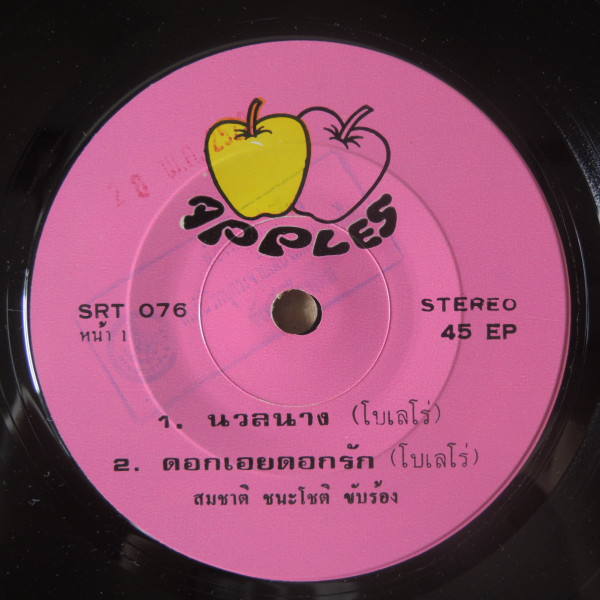 APPLES
SRT 076
หน้า 1
STEREO
45 EP
1. นวลนาง (โบเลโร่)
2. ดอกเอยดอกรัก (โบเลโร่)
สมชาติ ชนะโชติ ขับร้อง